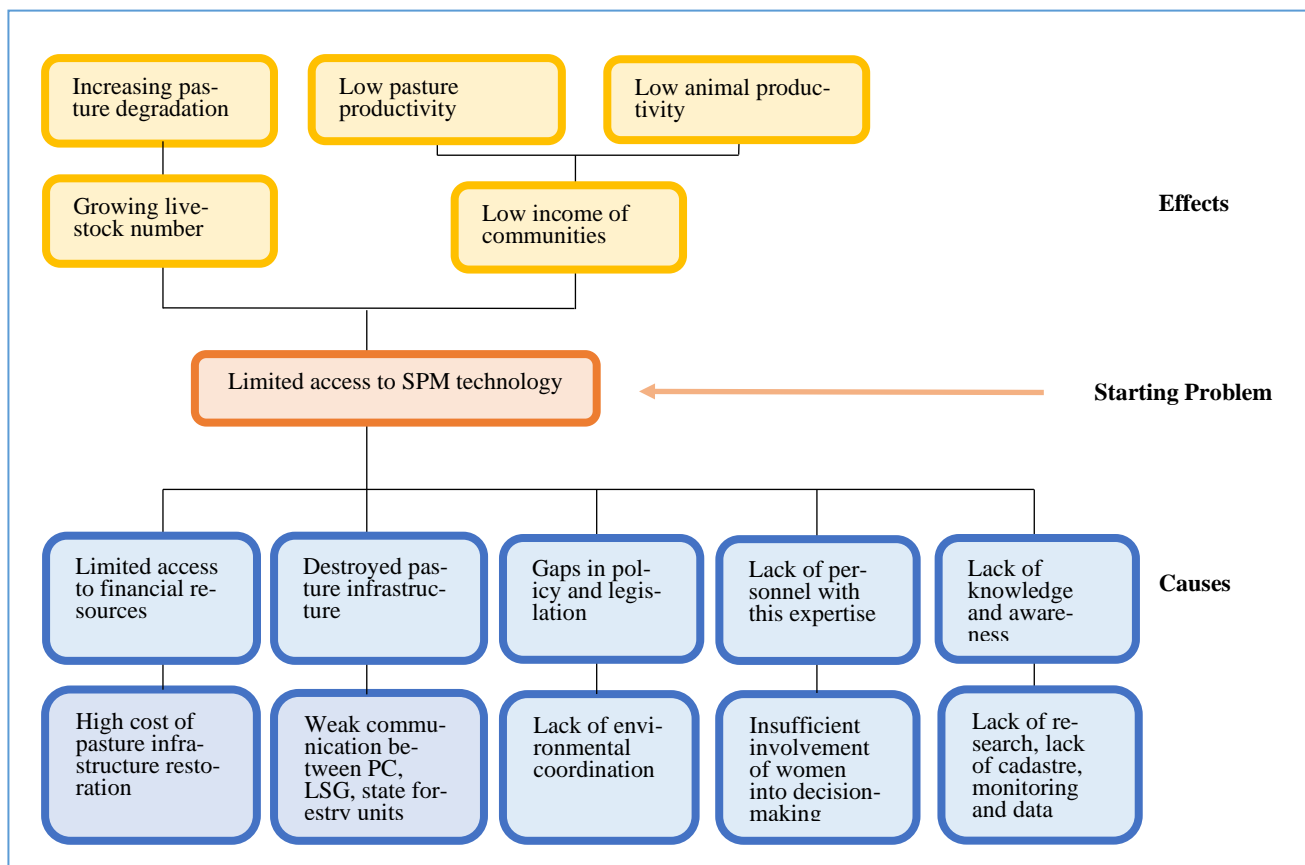 Increasing pas-
ture degradation
Low pasture
productivity
Low animal produc-
tivity
Growing live-
stock number
Low income of
communities
Effects
Limited access to SPM technology
Starting Problem
Limited access
to financial re-
sources
Destroyed pas-
ture infrastruc-
ture
Gaps in pol-
icy and legis-
lation
Lack of per-
sonnel with
this expertise
Lack of
knowledge
and aware-
ness
Causes
High cost of
pasture infra-
structure resto-
ration
Weak commu-
nication be-
tween PC,
LSG, state for-
estry units
Lack of envi-
ronmental
coordination
Insufficient
involvement
of women
into decision-
making
Lack of re-
search, lack
of cadastre,
monitoring
and data